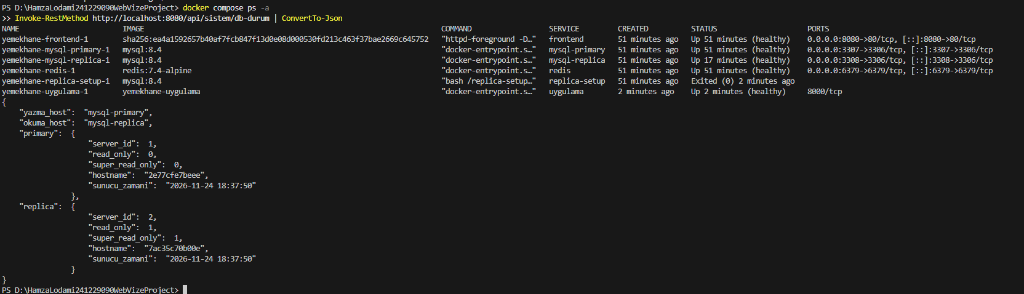 PS D:\HamzaLodami241229090WebVizeProject> docker compose ps -a
>> Invoke-RestMethod http://localhost:8080/api/sistem/db-durum | ConvertTo-Json
NAME IMAGE COMMAND SERVICE CREATED STATUS PORTS
yemekhane-frontend-1 "httpd-foreground -D…" frontend 51 minutes ago Up 51 minutes (healthy) 0.0.0.0:8080->80/tcp, [::]:8080->80/tcp
yemekhane-mysql-primary-1 mysql:8.4 "docker-entrypoint.s…" mysql-primary 51 minutes ago Up 51 minutes (healthy) 0.0.0.0:3307->3306/tcp, [::]:3307->3306/tcp
yemekhane-mysql-replica-1 mysql:8.4 "docker-entrypoint.s…" mysql-replica 51 minutes ago Up 17 minutes (healthy) 0.0.0.0:3308->3306/tcp, [::]:3308->3306/tcp
yemekhane-redis-1 redis:7.4-alpine "docker-entrypoint.s…" redis 51 minutes ago Up 51 minutes (healthy) 0.0.0.0:6379->6379/tcp, [::]:6379->6379/tcp
yemekhane-replica-setup-1 mysql:8.4 "bash /replica-setup…" replica-setup 51 minutes ago Exited (0) 2 minutes ago
yemekhane-uygulama-1 yemekhane-uygulama "docker-entrypoint.s…" uygulama 2 minutes ago Up 2 minutes (healthy) 8000/tcp
{
"yazma_host": "mysql-primary",
"okuma_host": "mysql-replica",
"primary": {
"server_id": 1,
"read_only": 0,
"super_read_only": 0,
"hostname": "2e77cfe7beee",
"sunucu_zamani": "2026-11-24 18:37:50"
},
"replica": {
"server_id": 2,
"read_only": 1,
"super_read_only": 1,
"hostname": "7ac35c70b00e",
"sunucu_zamani": "2026-11-24 18:37:50"
}
}
PS D:\HamzaLodami241229090WebVizeProject>